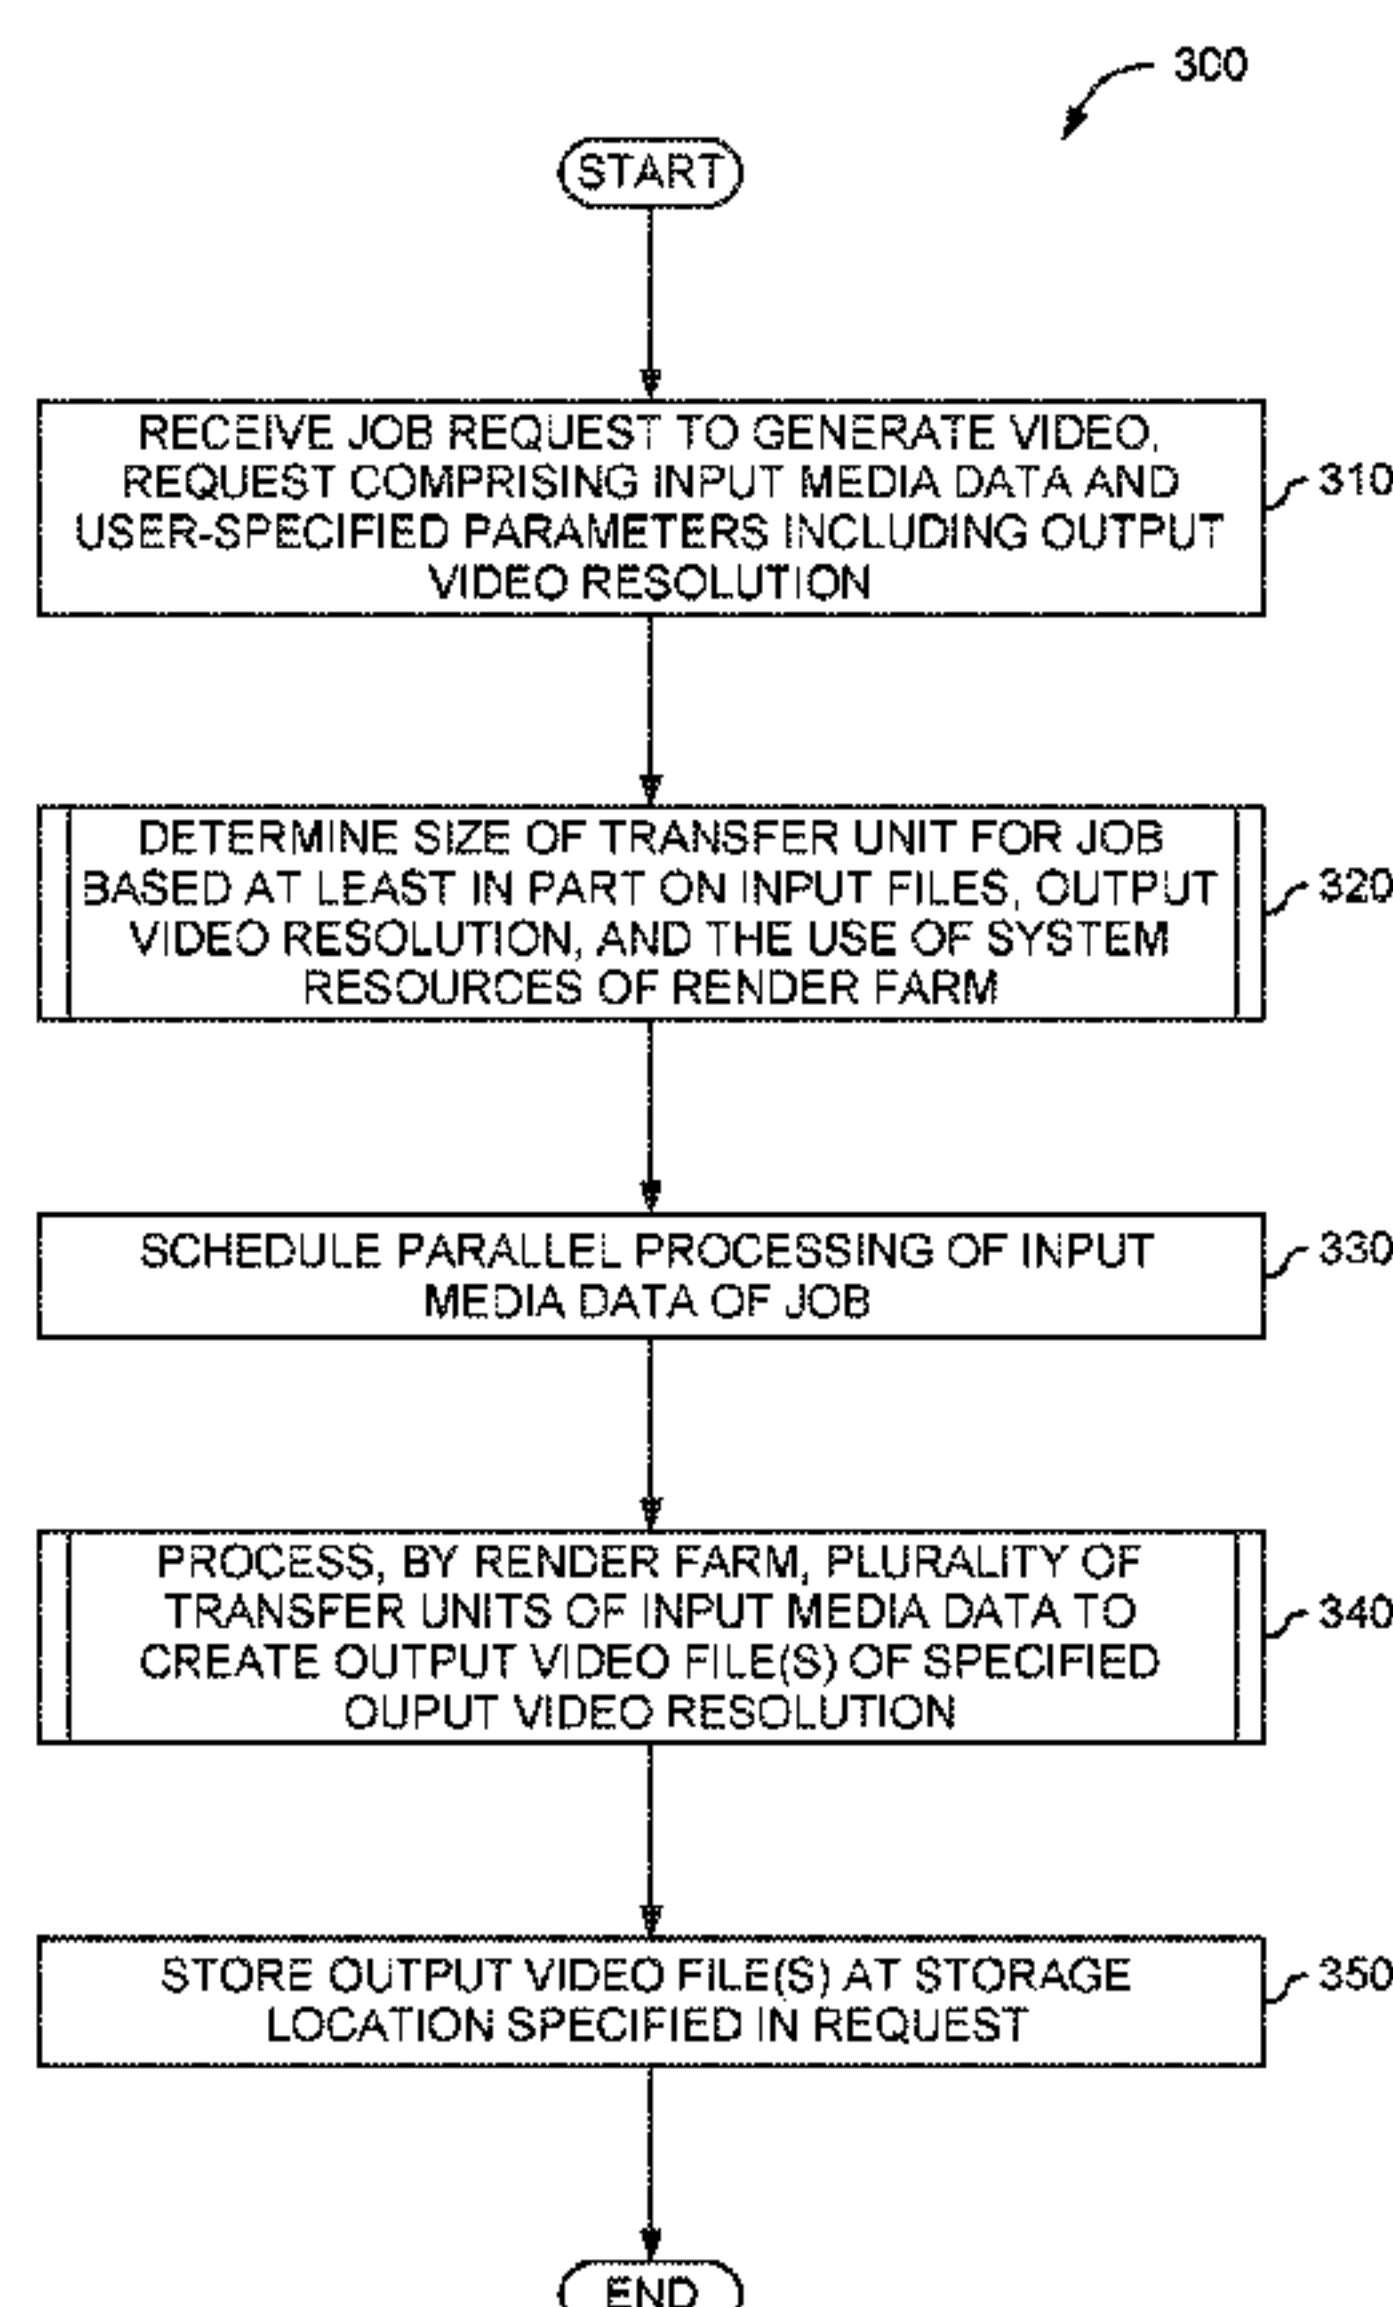 300
START
RECEIVE JOB REQUEST TO GENERATE VIDEO,
REQUEST COMPRISING INPUT MEDIA DATA AND
USER-SPECIFIED PARAMETERS INCLUDING OUTPUT
VIDEO RESOLUTION
310
DETERMINE SIZE OF TRANSFER UNIT FOR JOB
BASED AT LEAST IN PART ON INPUT FILES, OUTPUT
VIDEO RESOLUTION, AND THE USE OF SYSTEM
RESOURCES OF RENDER FARM
320
SCHEDULE PARALLEL PROCESSING OF INPUT
MEDIA DATA OF JOB
330
PROCESS, BY RENDER FARM, PLURALITY OF
TRANSFER UNITS OF INPUT MEDIA DATA TO
CREATE OUTPUT VIDEO FILE(S) OF SPECIFIED
OUPUT VIDEO RESOLUTION
340
STORE OUTPUT VIDEO FILE(S) AT STORAGE
LOCATION SPECIFIED IN REQUEST
350
END